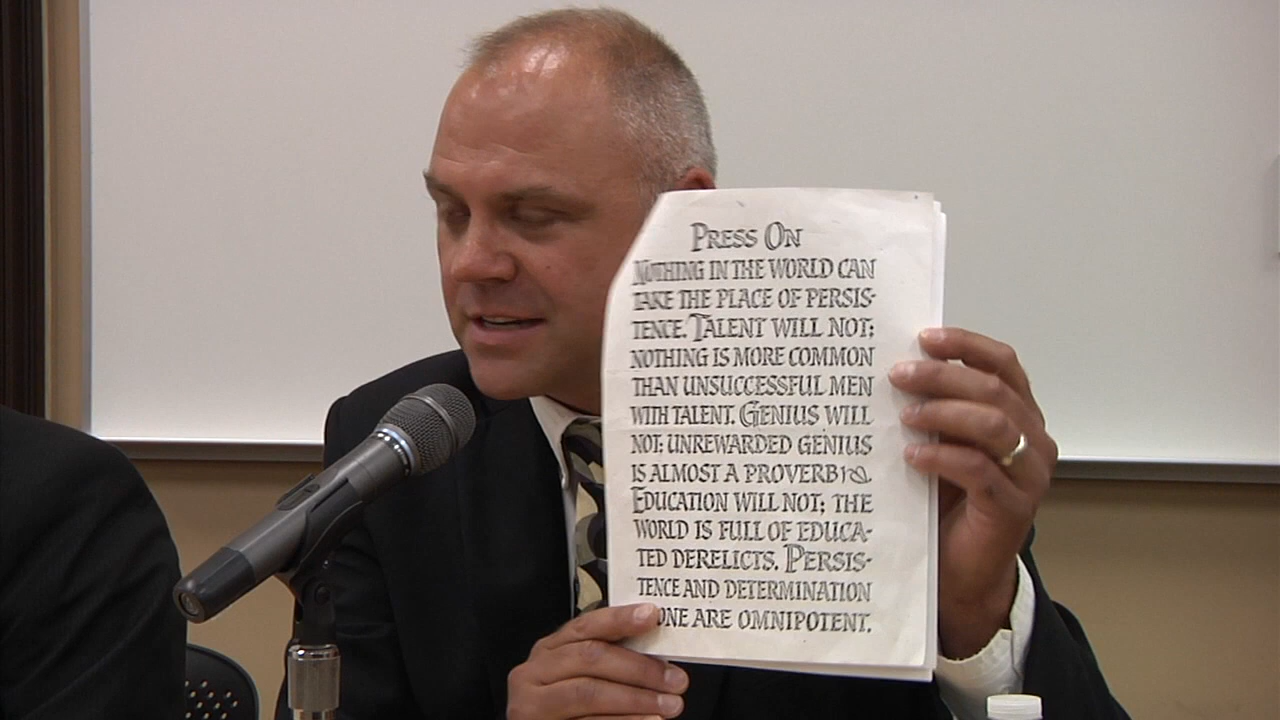 PRESS ON
NOTHING IN THE WORLD CAN
TAKE THE PLACE OF PERSIS-
TENCE. TALENT WILL NOT;
NOTHING IS MORE COMMON
THAN UNSUCCESSFUL MEN
WITH TALENT. GENIUS WILL
NOT; UNREWARDED GENIUS
IS ALMOST A PROVERB
EDUCATION WILL NOT; THE
WORLD IS FULL OF EDUCA-
TED DERELICTS. PERSIS-
TENCE AND DETERMINATION
ONE ARE OMNIPOTENT.